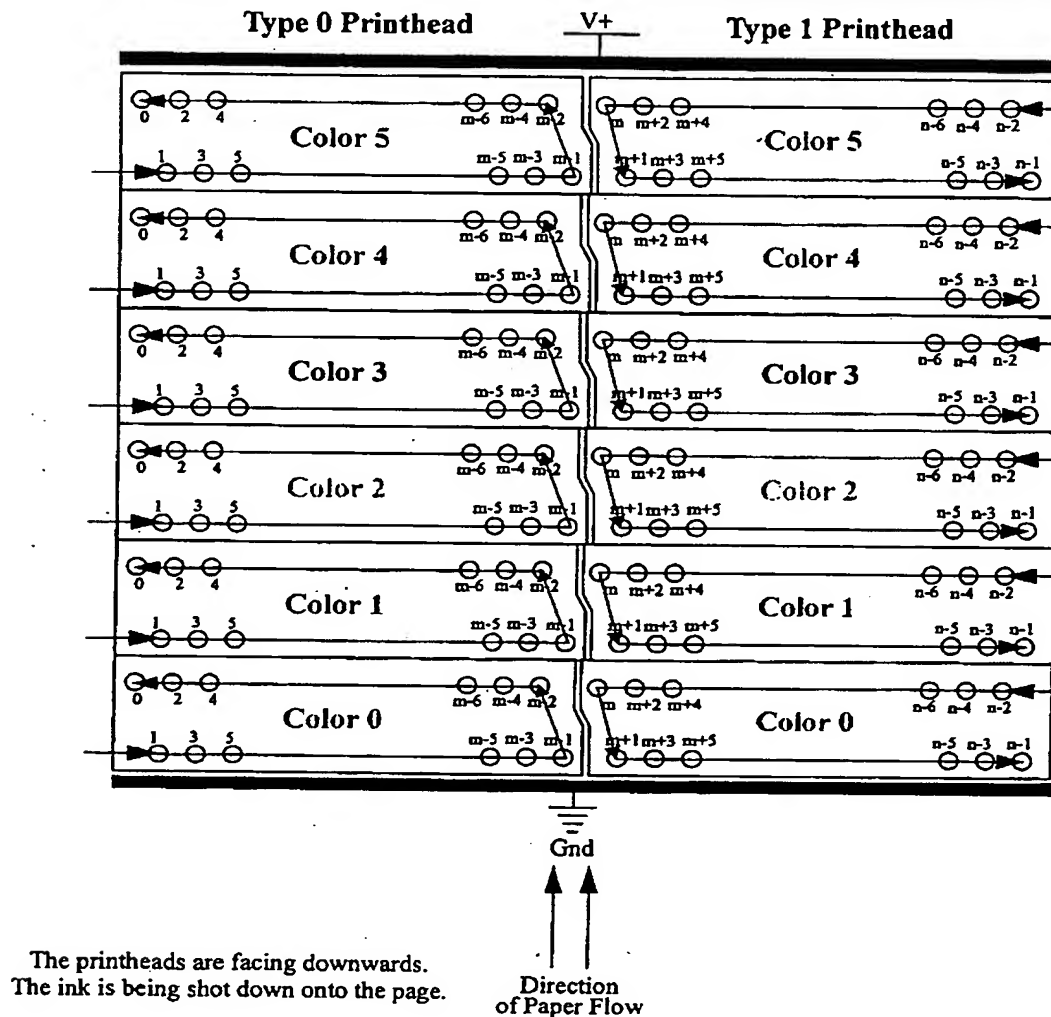 Type 0 Printhead V+ Type 1 Printhead
0 2 4 m-6 m-4 m-2 m m+2 m+4 n-6 n-4 n-2
Color 5 Color 5
1 3 5 m-5 m-3 m-1 m+1 m+3 m+5 n-5 n-3 n-1
0 2 4 m-6 m-4 m-2 m m+2 m+4 n-6 n-4 n-2
Color 4 Color 4
1 3 5 m-5 m-3 m-1 m+1 m+3 m+5 n-5 n-3 n-1
0 2 4 m-6 m-4 m-2 m m+2 m+4 n-6 n-4 n-2
Color 3 Color 3
1 3 5 m-5 m-3 m-1 m+1 m+3 m+5 n-5 n-3 n-1
0 2 4 m-6 m-4 m-2 m m+2 m+4 n-6 n-4 n-2
Color 2 Color 2
1 3 5 m-5 m-3 m-1 m+1 m+3 m+5 n-5 n-3 n-1
0 2 4 m-6 m-4 m-2 m m+2 m+4 n-6 n-4 n-2
Color 1 Color 1
1 3 5 m-5 m-3 m-1 m+1 m+3 m+5 n-5 n-3 n-1
0 2 4 m-6 m-4 m-2 m m+2 m+4 n-6 n-4 n-2
Color 0 Color 0
1 3 5 m-5 m-3 m-1 m+1 m+3 m+5 n-5 n-3 n-1
Gnd
The printheads are facing downwards.
The ink is being shot down onto the page.
Direction
of Paper Flow